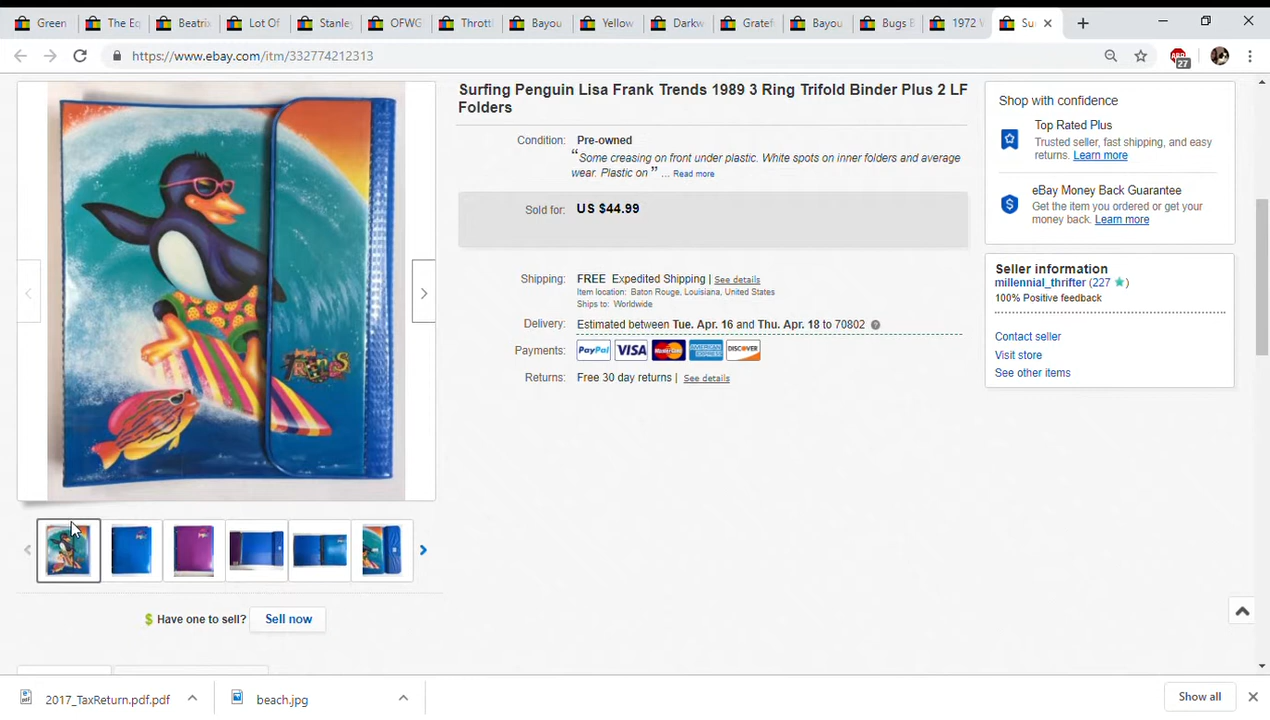 Green
The Eq
Beatrix
Lot Of
Stanley
OFWG
Thrott
Bayou
Yellow
Darkw
Gratef
Bayou
Bugs B
1972 V
Su
https://www.ebay.com/itm/332774212313
27
Surfing Penguin Lisa Frank Trends 1989 3 Ring Trifold Binder Plus 2 LF
Folders
Condition: Pre-owned
“Some creasing on front under plastic. White spots on inner folders and average
wear. Plastic on” ... Read more
Sold for: US $44.99
Shipping: FREE Expedited Shipping | See details
Item location: Baton Rouge, Louisiana, United States
Ships to: Worldwide
Delivery: Estimated between Tue. Apr. 16 and Thu. Apr. 18 to 70802
Payments: PayPal VISA MasterCard AMERICAN EXPRESS DISCOVER
Returns: Free 30 day returns | See details
Shop with confidence
Top Rated Plus
Trusted seller, fast shipping, and easy
returns. Learn more
eBay Money Back Guarantee
Get the item you ordered or get your
money back. Learn more
Seller information
millennial_thrifter (227)
100% Positive feedback
Contact seller
Visit store
See other items
$ Have one to sell? Sell now
2017_TaxReturn.pdf.pdf
beach.jpg
Show all